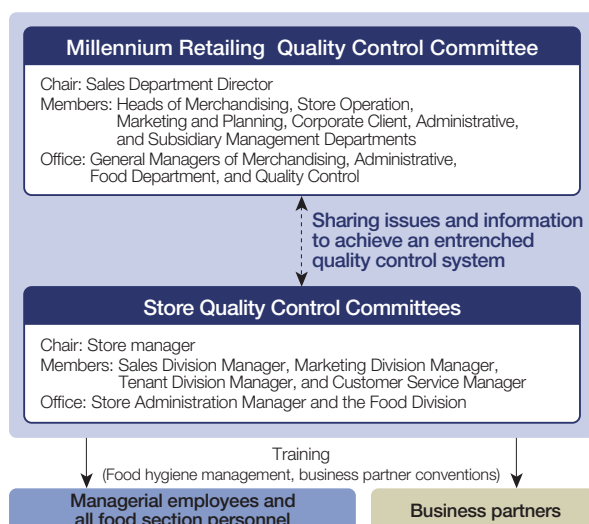 Millennium Retailing Quality Control Committee
Chair: Sales Department Director
Members: Heads of Merchandising, Store Operation,
Marketing and Planning, Corporate Client, Administrative,
and Subsidiary Management Departments
Office: General Managers of Merchandising, Administrative,
Food Department, and Quality Control
Sharing issues and information
to achieve an entrenched
quality control system
Store Quality Control Committees
Chair: Store manager
Members: Sales Division Manager, Marketing Division Manager,
Tenant Division Manager, and Customer Service Manager
Office: Store Administration Manager and the Food Division
Training
(Food hygiene management, business partner conventions)
Managerial employees and
all food section personnel
Business partners